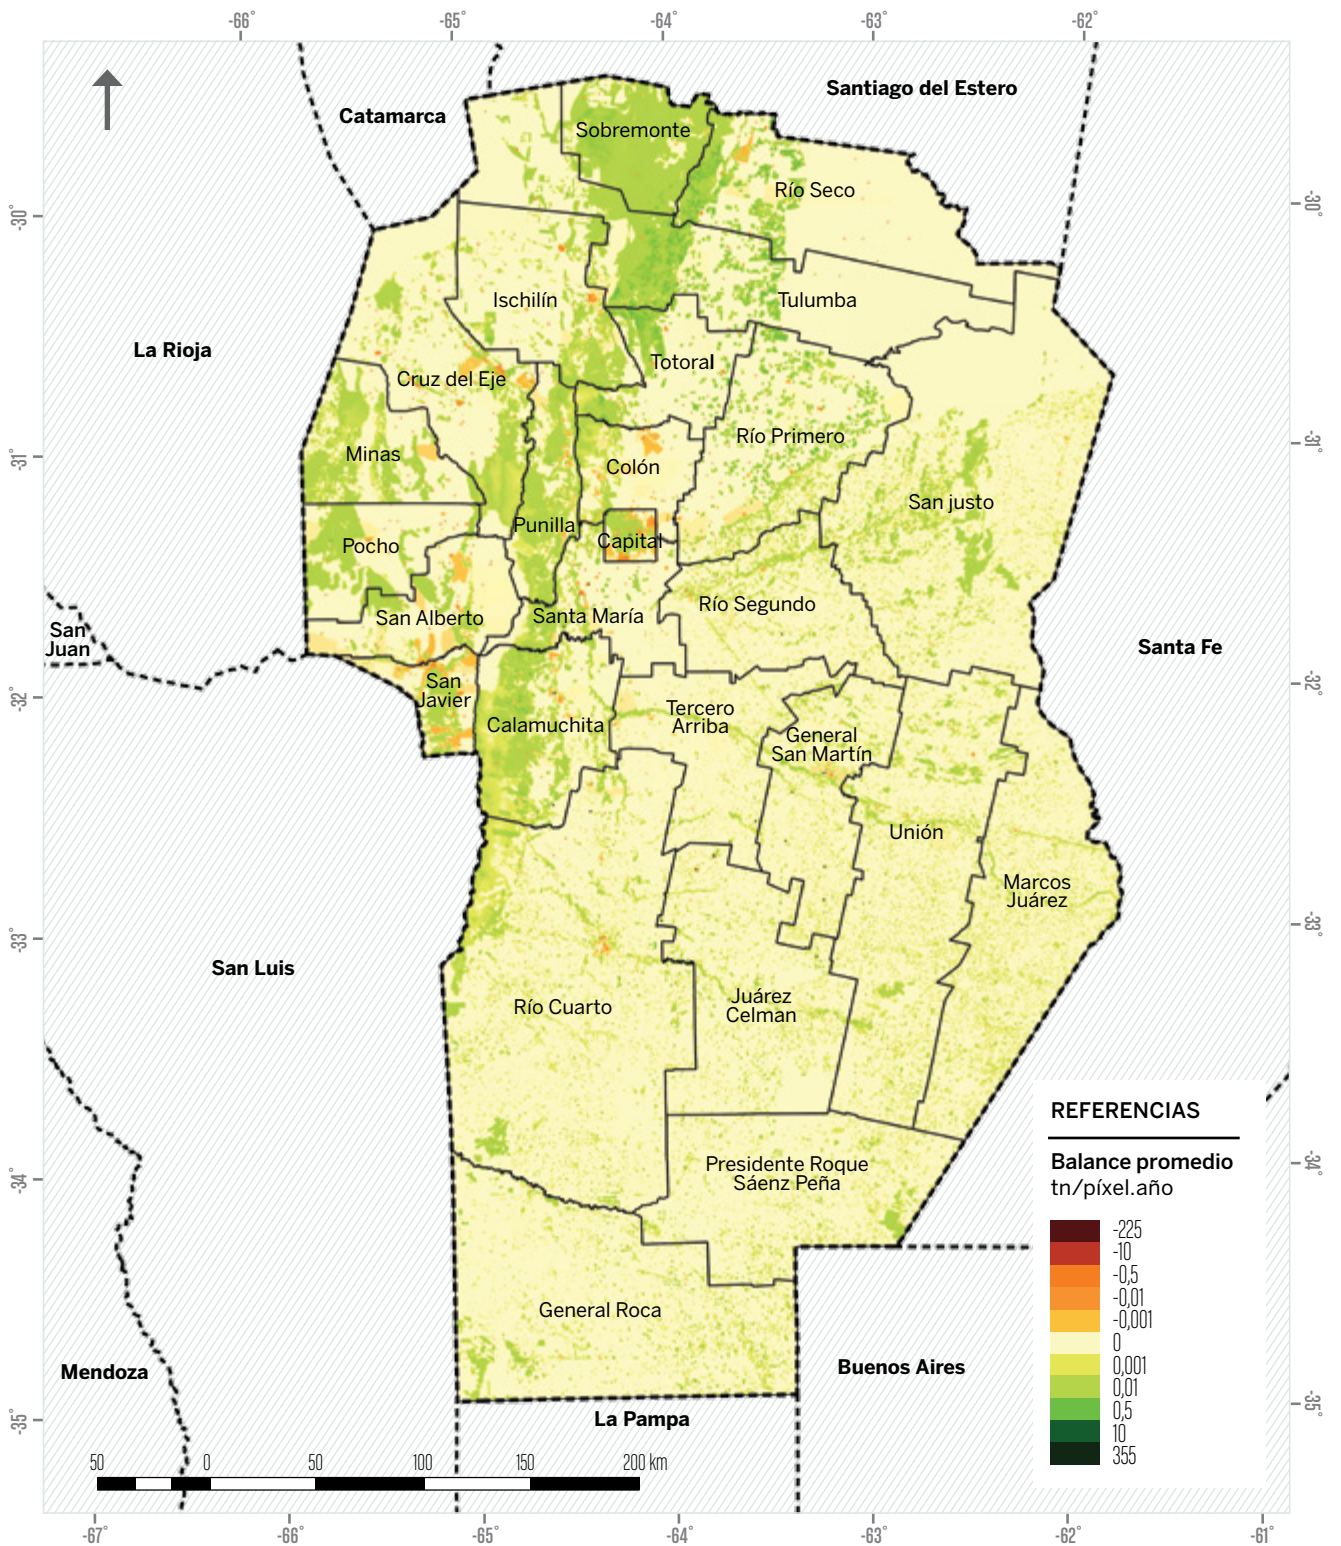 -66°
-65°
-64°
-63°
-62°
Santiago del Estero
Catamarca
Sobremonte
Río Seco
-30°
-30°
Ischilín
Tulumba
La Rioja
Totoral
Cruz del Eje
Río Primero
-31°
-31°
Minas
Colón
San justo
Punilla
Capital
Pocho
Río Segundo
San Alberto
Santa María
San
Juan
Santa Fe
-32°
-32°
San
Javier
Tercero
Arriba
Calamuchita
General
San Martín
Unión
Marcos
Juárez
-33°
-33°
San Luis
Río Cuarto
Juárez
Celman
REFERENCIAS
Balance promedio
tn/píxel.año
-225
-10
-0,5
-0,01
-0,001
0
0,001
0,01
0,5
10
355
Presidente Roque
Sáenz Peña
-34°
-34°
General Roca
Mendoza
Buenos Aires
-35°
-35°
La Pampa
50
0
50
100
150
200 km
-67°
-66°
-65°
-64°
-63°
-62°
-61°